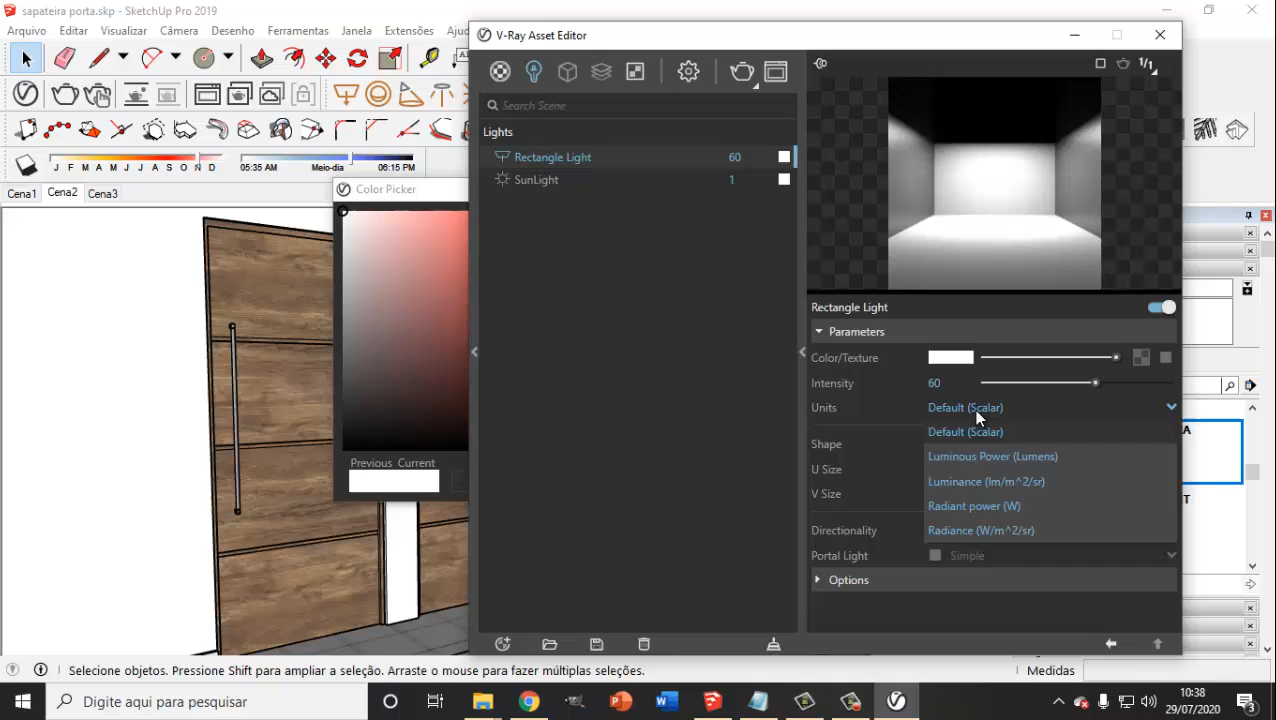 sapateira porta.skp - SketchUp Pro 2019
Arquivo Editar Visualizar Câmera Desenho Ferramentas Janela Extensões Aju
V-Ray Asset Editor
Search Scene
Lights
Rectangle Light 60
SunLight 1
J F M A M J J A S O N D
05:35 AM Meio-dia 06:15 PM
Cena1 Cena2 Cena3
Color Picker
Previous Current
1/1
Rectangle Light
Parameters
Color/Texture
Intensity 60
Units Default (Scalar)
Default (Scalar)
Luminous Power (Lumens)
Luminance (lm/m^2/sr)
Radiant power (W)
Radiance (W/m^2/sr)
Shape
U Size
V Size
Directionality
Portal Light Simple
Options
A
T
Selecione objetos. Pressione Shift para ampliar a seleção. Arraste o mouse para fazer múltiplas seleções.
Medidas
Digite aqui para pesquisar
10:38
29/07/2020
3